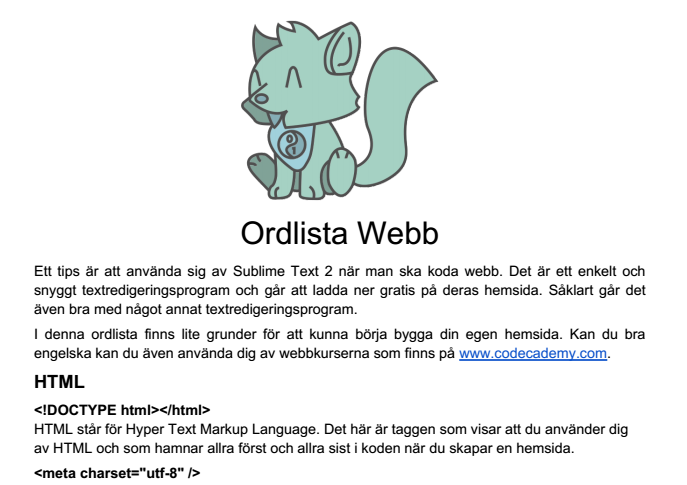 Ordlista Webb
Ett tips är att använda sig av Sublime Text 2 när man ska koda webb. Det är ett enkelt och
snyggt textredigeringsprogram och går att ladda ner gratis på deras hemsida. Såklart går det
även bra med något annat textredigeringsprogram.
I denna ordlista finns lite grunder för att kunna börja bygga din egen hemsida. Kan du bra
engelska kan du även använda dig av webbkurserna som finns på www.codecademy.com.
HTML
<!DOCTYPE html></html>
HTML står för Hyper Text Markup Language. Det här är taggen som visar att du använder dig
av HTML och som hamnar allra först och allra sist i koden när du skapar en hemsida.
<meta charset="utf-8" />